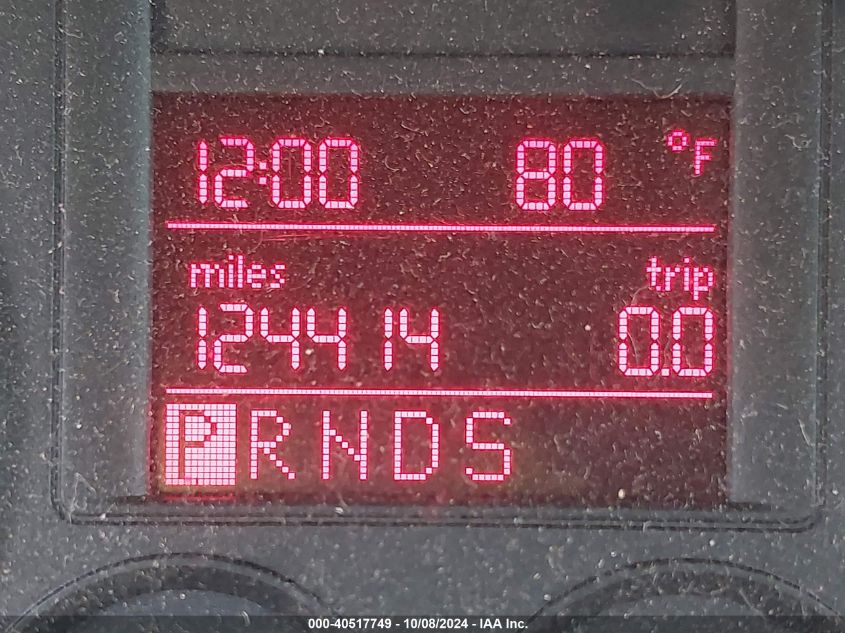 12:00 80 °F
miles trip
124414 0.0
P R N D S
000-40517749 - 10/08/2024 - IAA Inc.